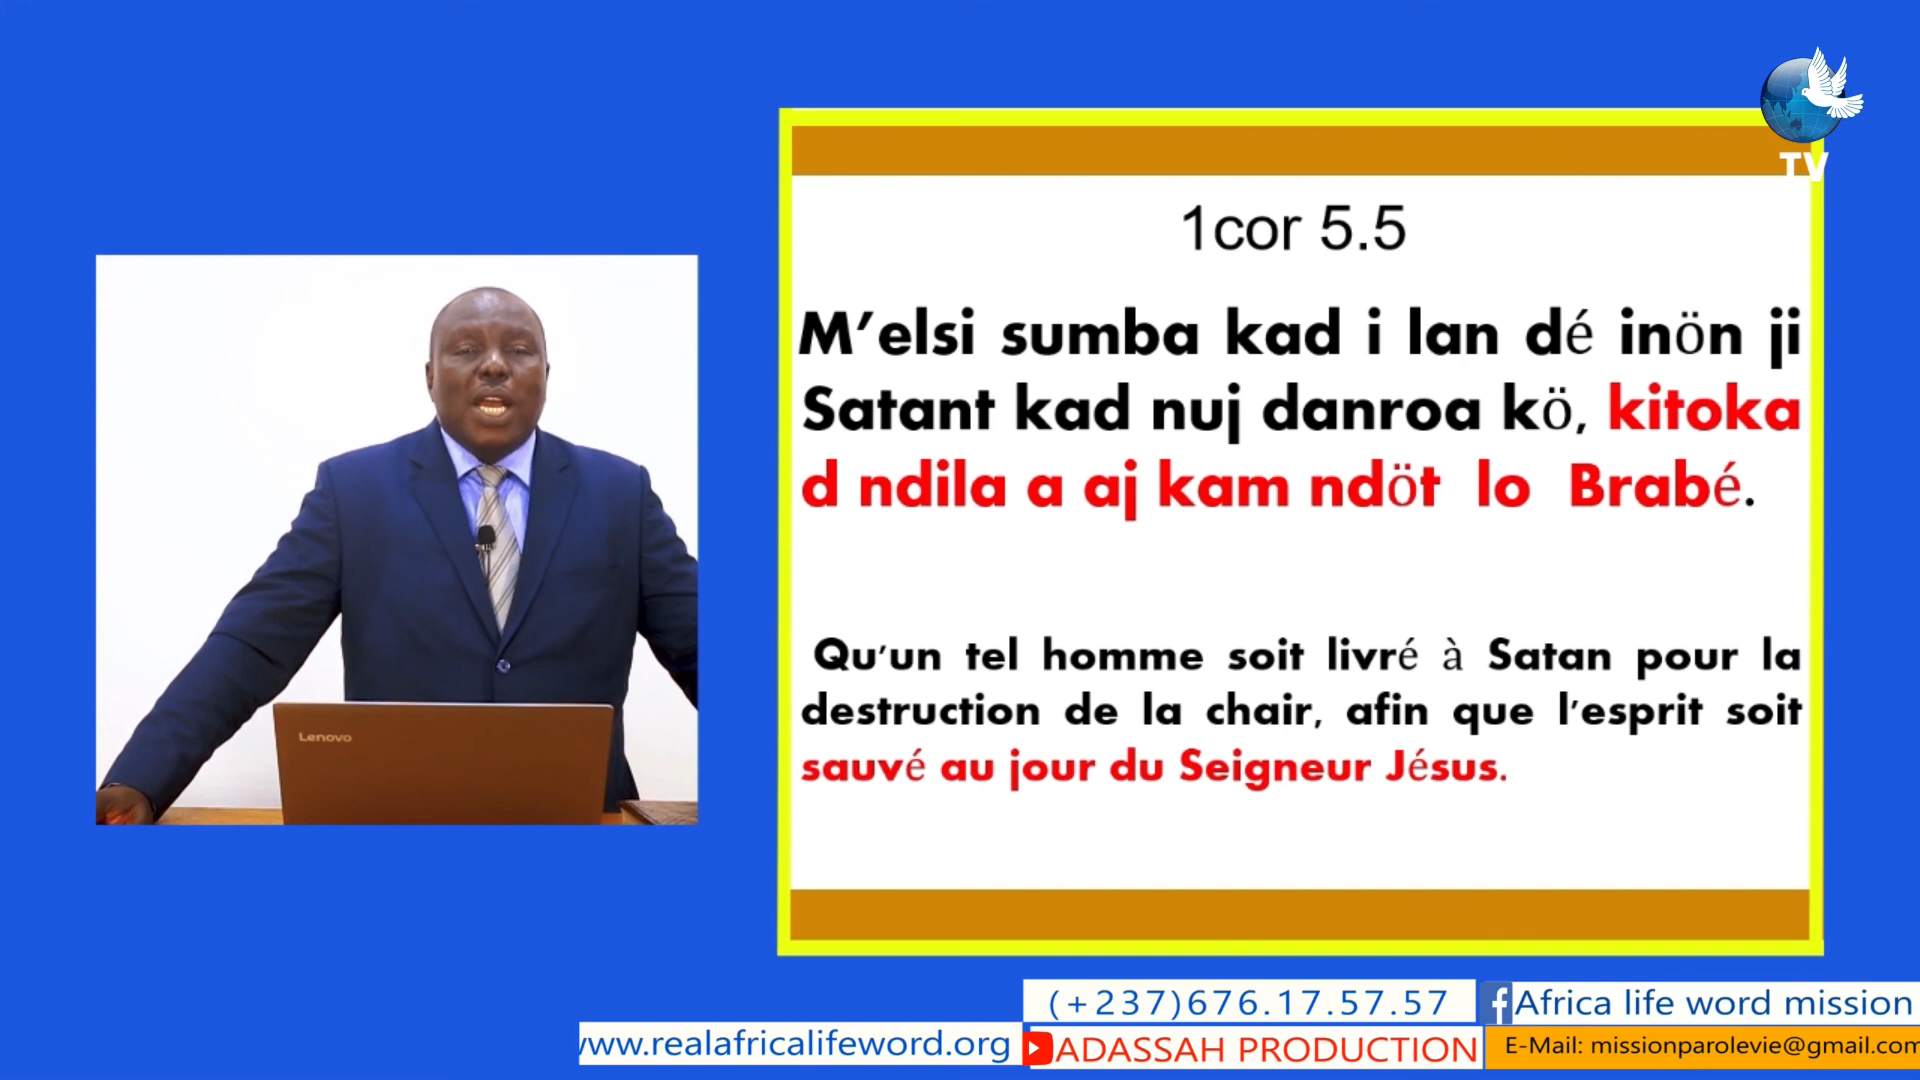 TV
1cor 5.5
M’elsi sumba kad i lan dé inön ji
Satant kad nuj danroa kö, kitoka
d ndila a aj kam ndöt lo Brabé.
Qu’un tel homme soit livré à Satan pour la
destruction de la chair, afin que l’esprit soit
sauvé au jour du Seigneur Jésus.
Lenovo
(+237)676.17.57.57
Africa life word mission
www.realafricalifeword.org
ADASSAH PRODUCTION
E-Mail: missionparolevie@gmail.com